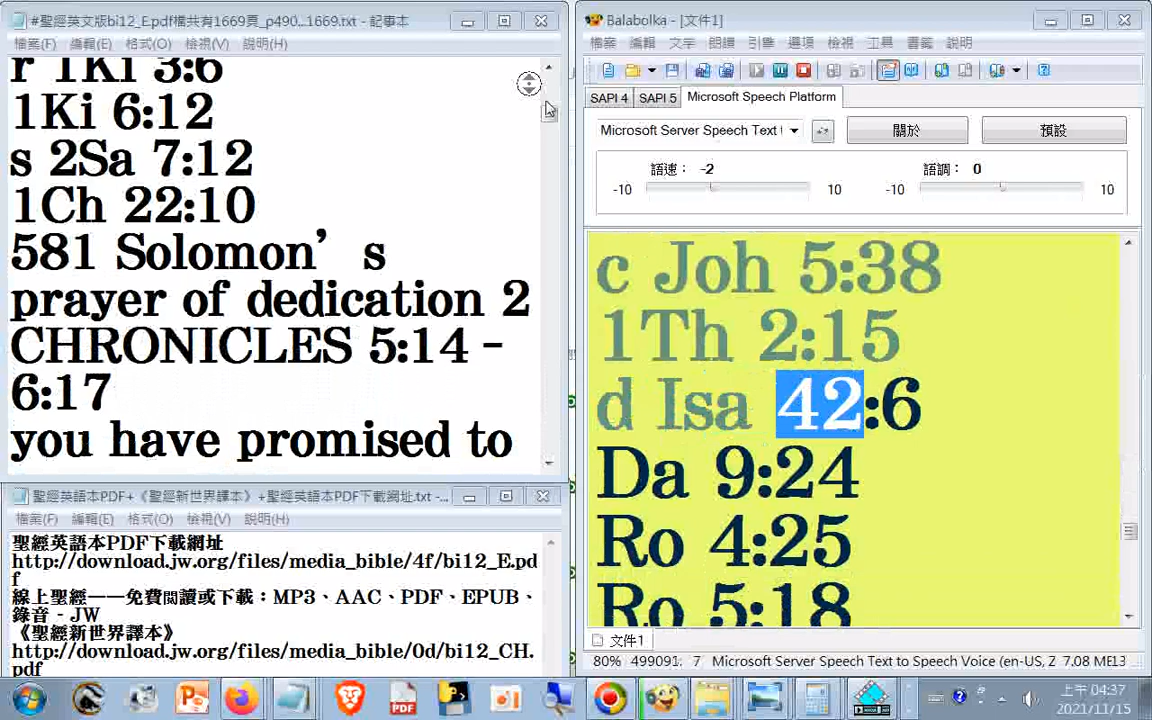 #聖經英文版bi12_E.pdf檔共有1669頁_p490...1669.txt - 記事本
檔案(F) 編輯(E) 格式(O) 檢視(V) 說明(H)
r 1Ki 3:6
1Ki 6:12
s 2Sa 7:12
1Ch 22:10
581 Solomon’s
prayer of dedication 2
CHRONICLES 5:14 –
6:17
you have promised to
聖經英語本PDF+《聖經新世界譯本》+聖經英語本PDF下載網址.txt -...
檔案(F) 編輯(E) 格式(O) 檢視(V) 說明(H)
聖經英語本PDF下載網址
http://download.jw.org/files/media_bible/4f/bi12_E.pd
f
線上聖經——免費閱讀或下載：MP3、AAC、PDF、EPUB、
錄音 - JW
《聖經新世界譯本》
http://download.jw.org/files/media_bible/0d/bi12_CH.
pdf
Balabolka - [文件1]
檔案 編輯 文字 朗讀 引擎 選項 檢視 工具 書籤 說明
SAPI 4 SAPI 5 Microsoft Speech Platform
Microsoft Server Speech Text t 關於 預設
語速： -2 語調： 0
-10 10 -10 10
c Joh 5:38
1Th 2:15
d Isa 42:6
Da 9:24
Ro 4:25
Ro 5:18
文件1
80% 499091. 7 Microsoft Server Speech Text to Speech Voice (en-US, Z 7.08 ME13
上午 04:37
2021/11/15